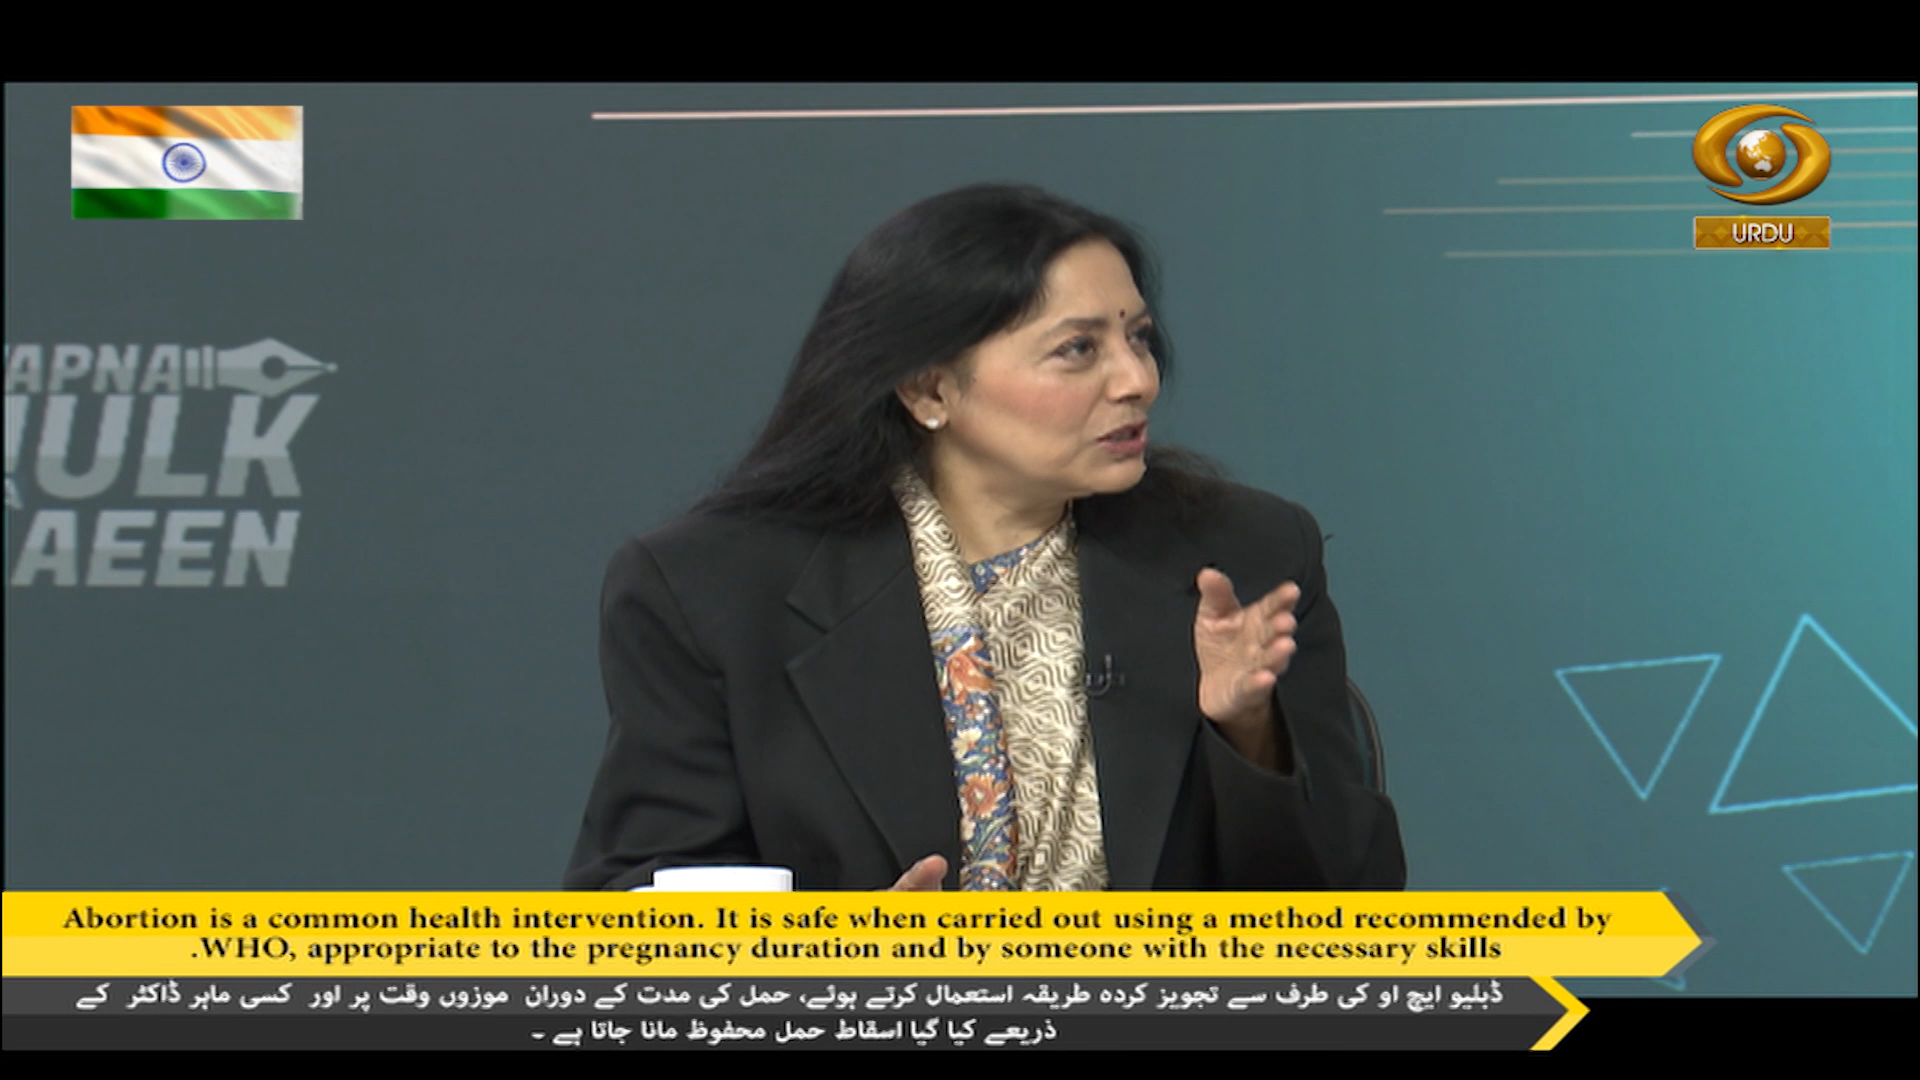 URDU
APNA
ULK
AEEN
Abortion is a common health intervention. It is safe when carried out using a method recommended by
.WHO, appropriate to the pregnancy duration and by someone with the necessary skills
ڈبلیو ایچ او کی طرف سے تجویز کردہ طریقہ استعمال کرتے ہوئے، حمل کی مدت کے دوران موزوں وقت پر اور کسی ماہر ڈاکٹر کے
ذریعے کیا گیا اسقاط حمل محفوظ مانا جاتا ہے ۔